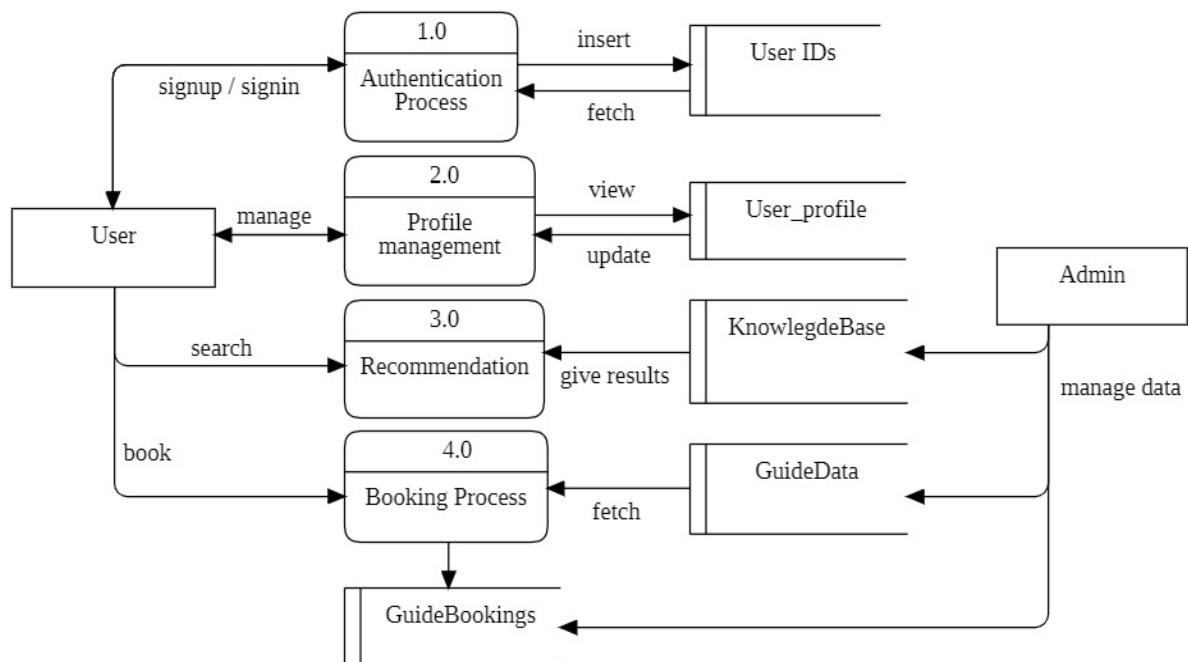 1.0
insert
User IDs
signup / signin
Authentication
Process
fetch
2.0
view
User_profile
manage
Profile
management
update
User
Admin
3.0
KnowlegdeBase
search
Recommendation
give results
manage data
4.0
book
GuideData
Booking Process
fetch
GuideBookings